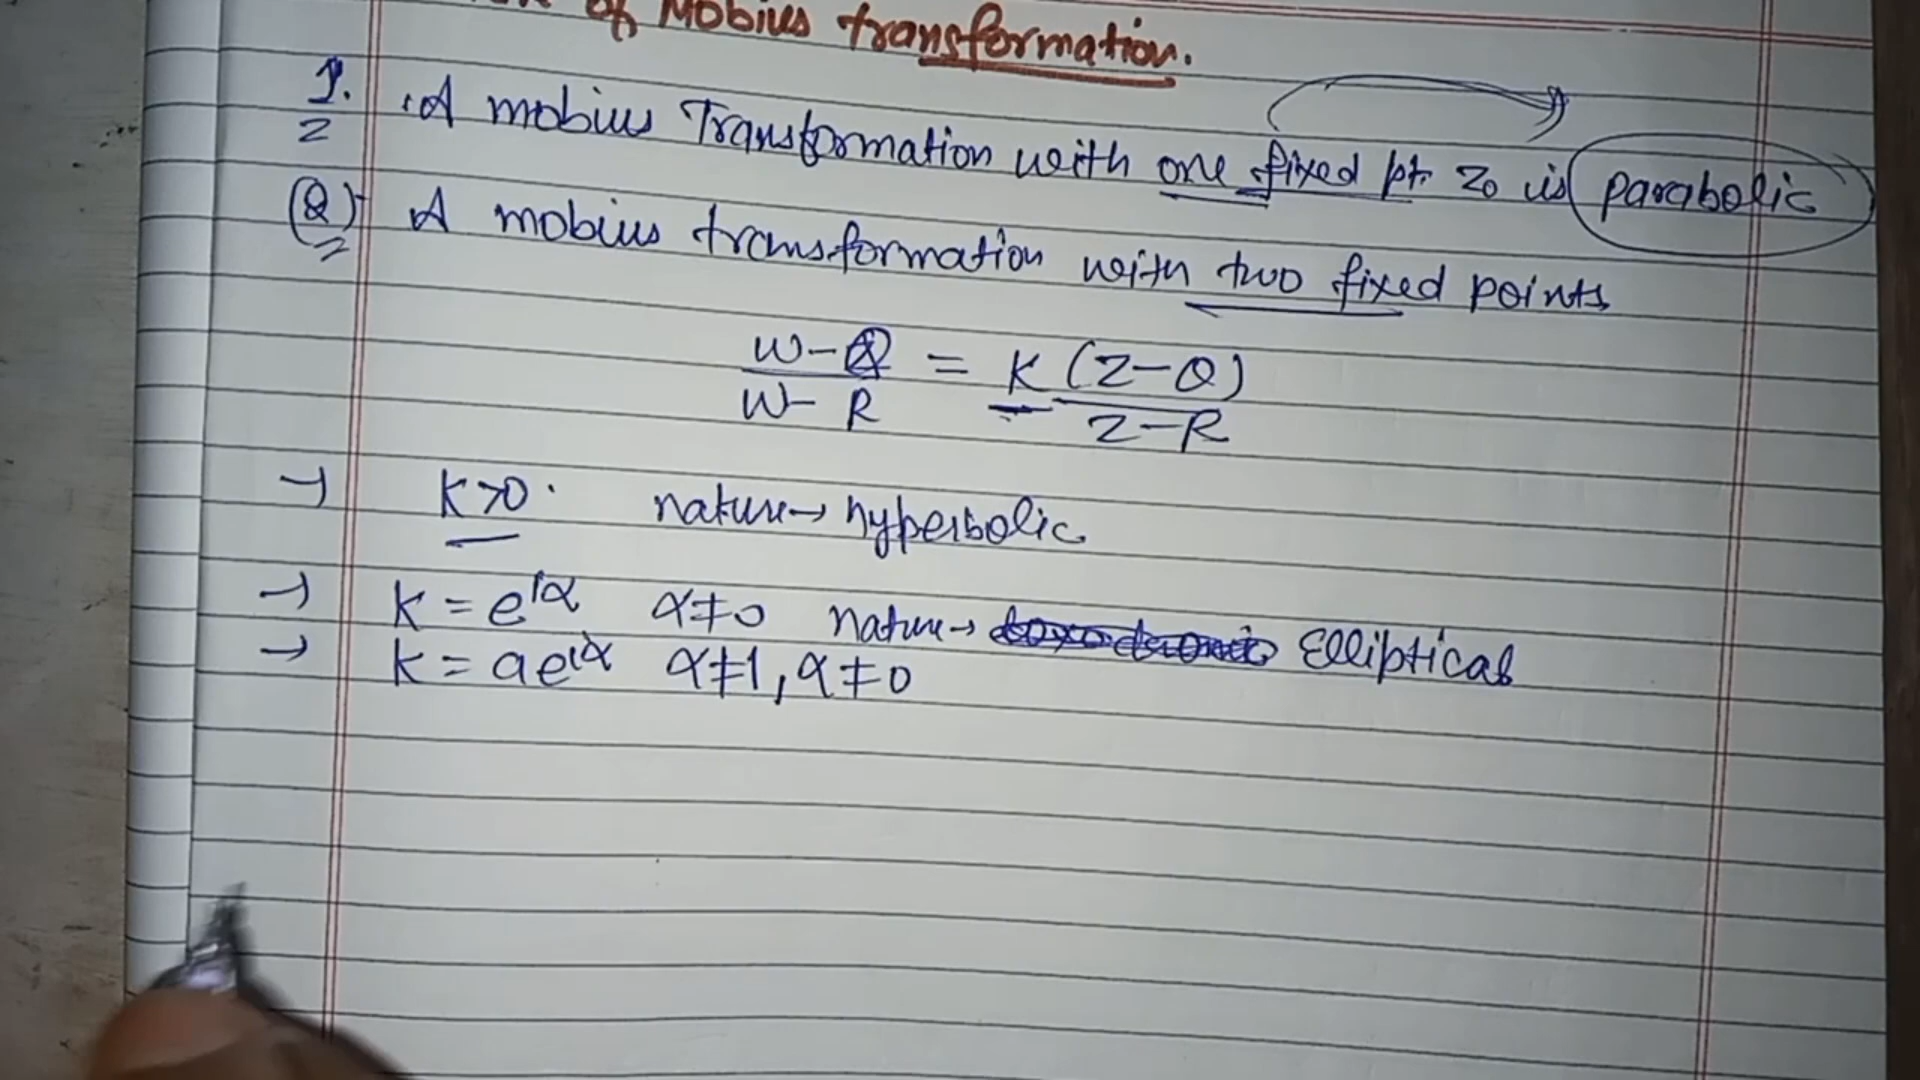 of Mobius transformation.
1. A mobius Transformation with one fixed pt. z₀ is parabolic
(2) A mobius transformation with two fixed points
w-Q / w-R = K (z-Q) / z-R
→ K>0. nature→ hyperbolic
→ K = e^iα α≠0 nature→ Elliptical
→ K = ae^iα α≠1, α≠0